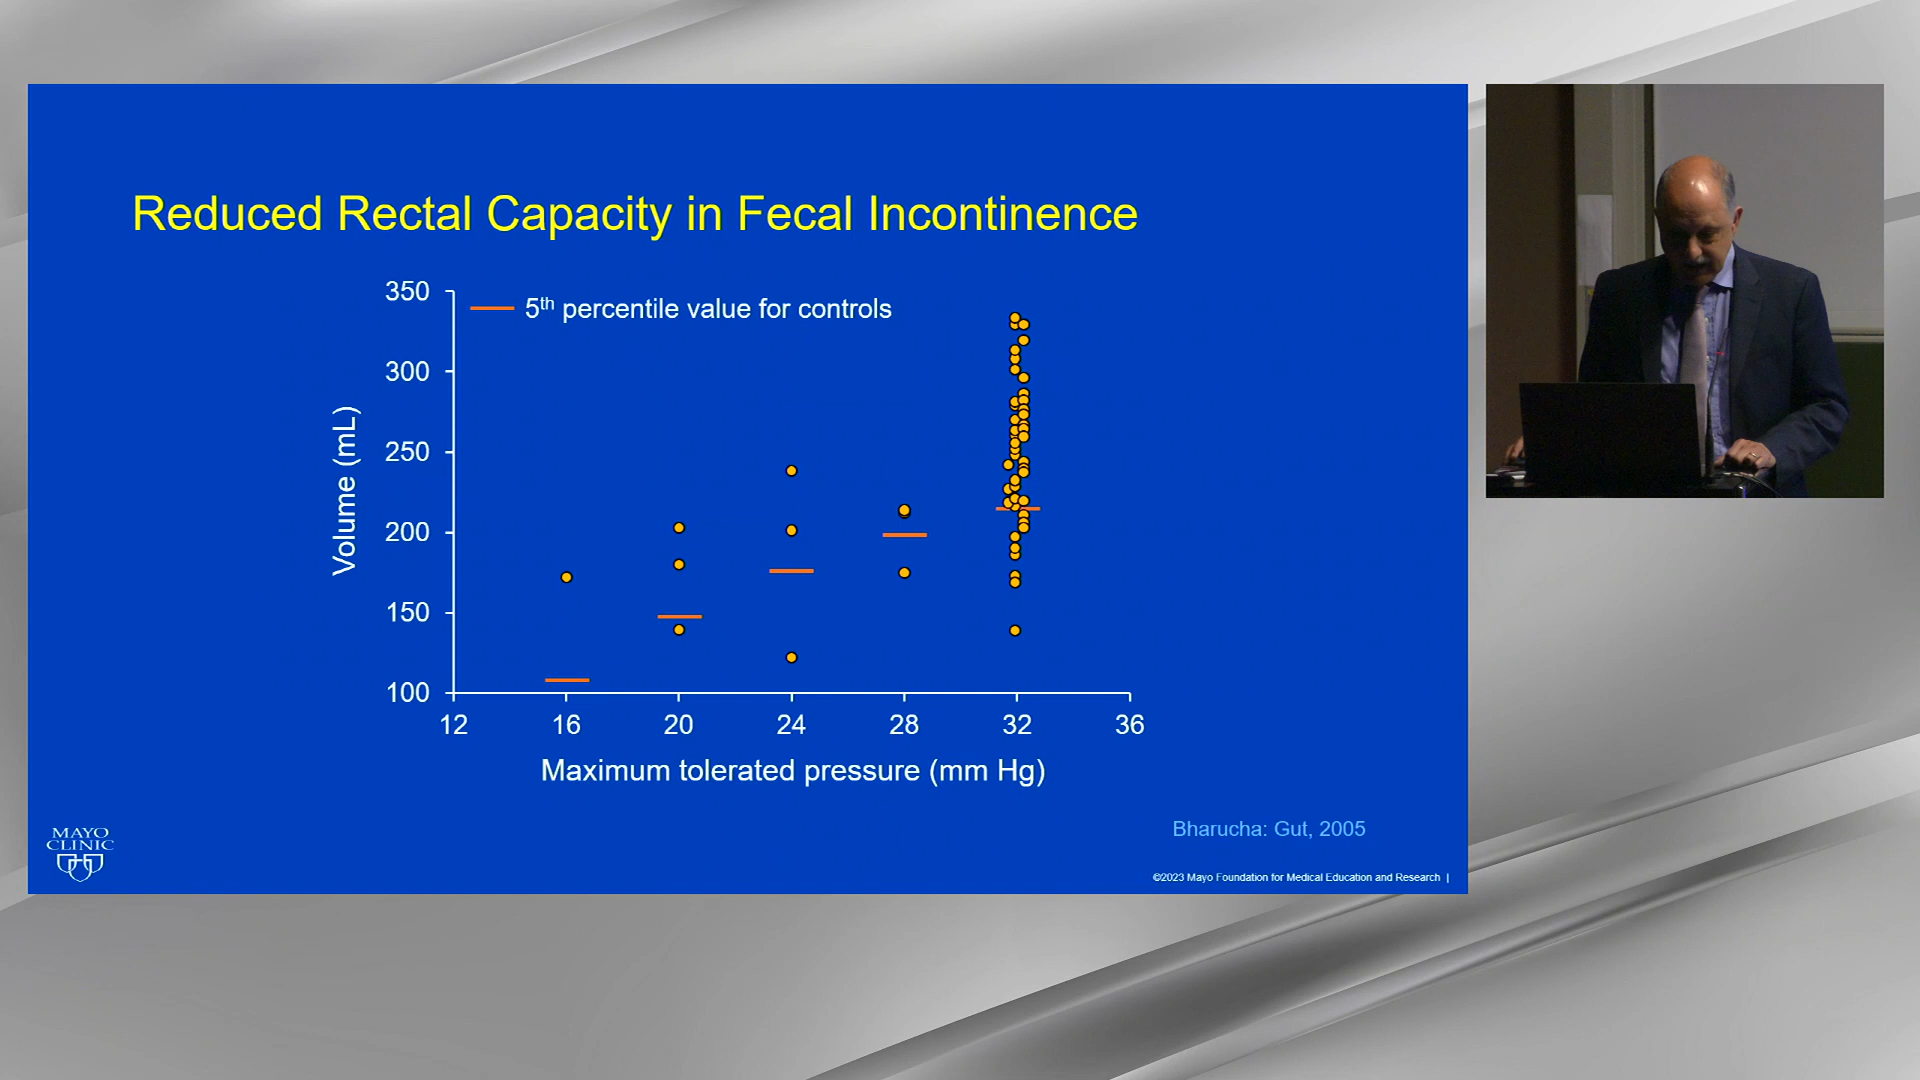 Reduced Rectal Capacity in Fecal Incontinence
350
5th percentile value for controls
300
250
200
150
100
Volume (mL)
12 16 20 24 28 32 36
Maximum tolerated pressure (mm Hg)
Bharucha: Gut, 2005
MAYO
CLINIC
©2023 Mayo Foundation for Medical Education and Research |